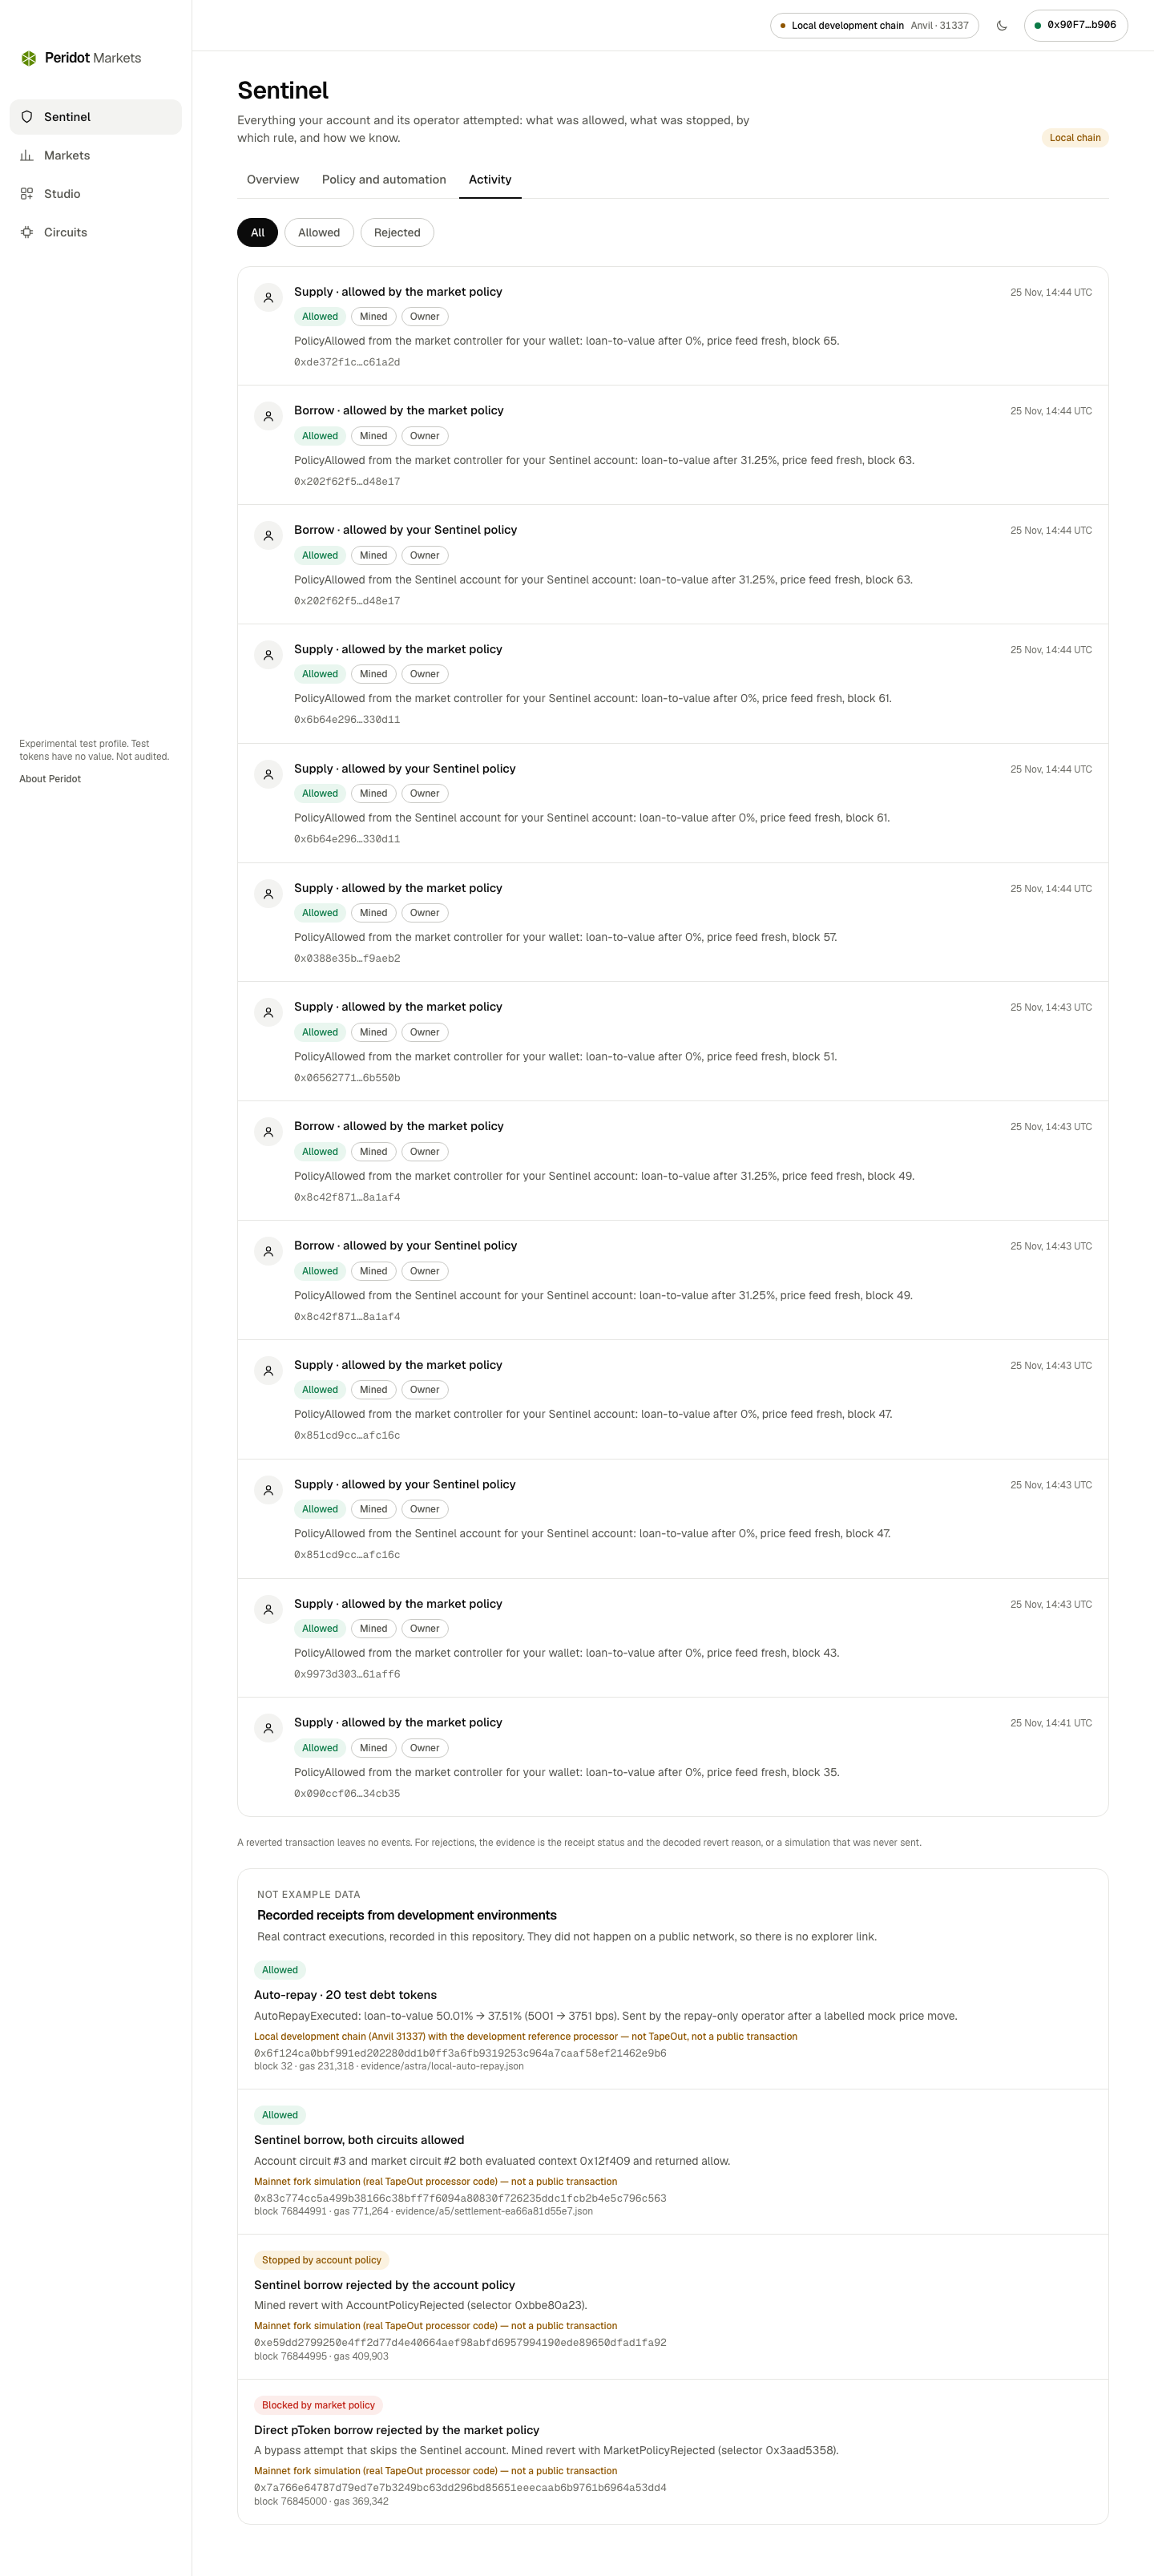 Local development chain Anvil · 31337
0x90F7…b906
Peridot Markets
Sentinel
Markets
Studio
Circuits
Experimental test profile. Test
tokens have no value. Not audited.
About Peridot
Sentinel
Everything your account and its operator attempted: what was allowed, what was stopped, by
which rule, and how we know.
Local chain
Overview
Policy and automation
Activity
All
Allowed
Rejected
Supply · allowed by the market policy
25 Nov, 14:44 UTC
Allowed
Mined
Owner
PolicyAllowed from the market controller for your wallet: loan-to-value after 0%, price feed fresh, block 65.
0xde372f1c…c61a2d
Borrow · allowed by the market policy
25 Nov, 14:44 UTC
Allowed
Mined
Owner
PolicyAllowed from the market controller for your Sentinel account: loan-to-value after 31.25%, price feed fresh, block 63.
0x202f62f5…d48e17
Borrow · allowed by your Sentinel policy
25 Nov, 14:44 UTC
Allowed
Mined
Owner
PolicyAllowed from the Sentinel account for your Sentinel account: loan-to-value after 31.25%, price feed fresh, block 63.
0x202f62f5…d48e17
Supply · allowed by the market policy
25 Nov, 14:44 UTC
Allowed
Mined
Owner
PolicyAllowed from the market controller for your Sentinel account: loan-to-value after 0%, price feed fresh, block 61.
0x6b64e296…330d11
Supply · allowed by your Sentinel policy
25 Nov, 14:44 UTC
Allowed
Mined
Owner
PolicyAllowed from the Sentinel account for your Sentinel account: loan-to-value after 0%, price feed fresh, block 61.
0x6b64e296…330d11
Supply · allowed by the market policy
25 Nov, 14:44 UTC
Allowed
Mined
Owner
PolicyAllowed from the market controller for your wallet: loan-to-value after 0%, price feed fresh, block 57.
0x0388e35b…f9aeb2
Supply · allowed by the market policy
25 Nov, 14:43 UTC
Allowed
Mined
Owner
PolicyAllowed from the market controller for your wallet: loan-to-value after 0%, price feed fresh, block 51.
0x06562771…6b550b
Borrow · allowed by the market policy
25 Nov, 14:43 UTC
Allowed
Mined
Owner
PolicyAllowed from the market controller for your Sentinel account: loan-to-value after 31.25%, price feed fresh, block 49.
0x8c42f871…8a1af4
Borrow · allowed by your Sentinel policy
25 Nov, 14:43 UTC
Allowed
Mined
Owner
PolicyAllowed from the Sentinel account for your Sentinel account: loan-to-value after 31.25%, price feed fresh, block 49.
0x8c42f871…8a1af4
Supply · allowed by the market policy
25 Nov, 14:43 UTC
Allowed
Mined
Owner
PolicyAllowed from the market controller for your Sentinel account: loan-to-value after 0%, price feed fresh, block 47.
0x851cd9cc…afc16c
Supply · allowed by your Sentinel policy
25 Nov, 14:43 UTC
Allowed
Mined
Owner
PolicyAllowed from the Sentinel account for your Sentinel account: loan-to-value after 0%, price feed fresh, block 47.
0x851cd9cc…afc16c
Supply · allowed by the market policy
25 Nov, 14:43 UTC
Allowed
Mined
Owner
PolicyAllowed from the market controller for your wallet: loan-to-value after 0%, price feed fresh, block 43.
0x9973d303…61aff6
Supply · allowed by the market policy
25 Nov, 14:41 UTC
Allowed
Mined
Owner
PolicyAllowed from the market controller for your wallet: loan-to-value after 0%, price feed fresh, block 35.
0x090ccf06…34cb35
A reverted transaction leaves no events. For rejections, the evidence is the receipt status and the decoded revert reason, or a simulation that was never sent.
NOT EXAMPLE DATA
Recorded receipts from development environments
Real contract executions, recorded in this repository. They did not happen on a public network, so there is no explorer link.
Allowed
Auto-repay · 20 test debt tokens
AutoRepayExecuted: loan-to-value 50.01% → 37.51% (5001 → 3751 bps). Sent by the repay-only operator after a labelled mock price move.
Local development chain (Anvil 31337) with the development reference processor — not TapeOut, not a public transaction
0x6f124ca0bbf991ed202280dd1b0ff3a6fb9319253c964a7caaf58ef21462e9b6
block 32 · gas 231,318 · evidence/astra/local-auto-repay.json
Allowed
Sentinel borrow, both circuits allowed
Account circuit #3 and market circuit #2 both evaluated context 0x12f409 and returned allow.
Mainnet fork simulation (real TapeOut processor code) — not a public transaction
0x83c774cc5a499b38166c38bff7f6094a80830f726235ddc1fcb2b4e5c796c563
block 76844991 · gas 771,264 · evidence/a5/settlement-ea66a81d55e7.json
Stopped by account policy
Sentinel borrow rejected by the account policy
Mined revert with AccountPolicyRejected (selector 0xbbe80a23).
Mainnet fork simulation (real TapeOut processor code) — not a public transaction
0xe59dd2799250e4ff2d77d4e40664aef98abfd6957994190ede89650dfad1fa92
block 76844995 · gas 409,903
Blocked by market policy
Direct pToken borrow rejected by the market policy
A bypass attempt that skips the Sentinel account. Mined revert with MarketPolicyRejected (selector 0x3aad5358).
Mainnet fork simulation (real TapeOut processor code) — not a public transaction
0x7a766e64787d79ed7e7b3249bc63dd296bd85651eeecaab6b9761b6964a53dd4
block 76845000 · gas 369,342